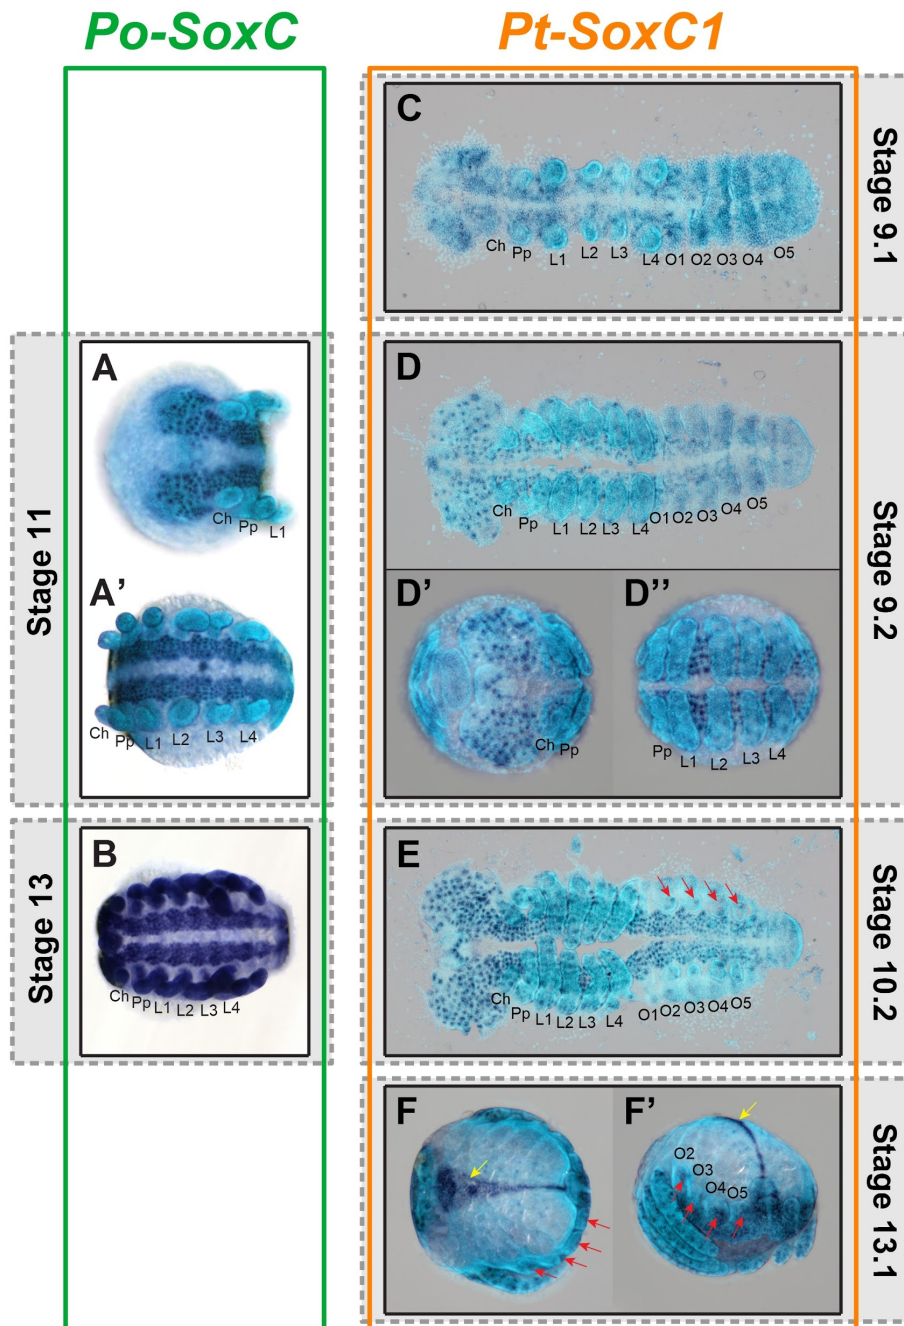 Po-SoxC
Pt-SoxC1
C
Ch Pp L1 L2 L3 L4 O1 O2 O3 O4 O5
Stage 9.1
A
Ch Pp L1
A’
Ch Pp L1 L2 L3 L4
Stage 11
D
Ch Pp L1 L2 L3 L4 O1 O2 O3 O4 O5
D’
Ch Pp
D’’
Pp L1 L2 L3 L4
Stage 9.2
B
Ch Pp L1 L2 L3 L4
Stage 13
E
Ch Pp L1 L2 L3 L4 O1 O2 O3 O4 O5
Stage 10.2
F
F’
O2
O3
O4 O5
Stage 13.1